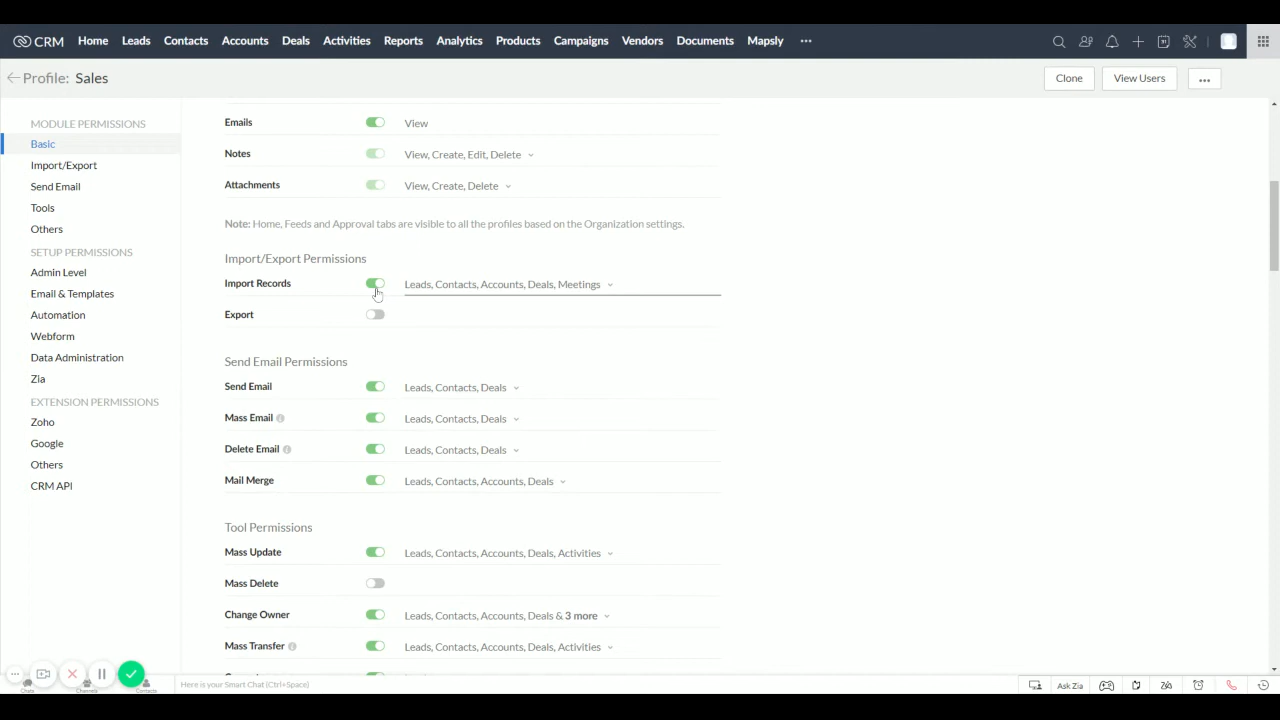 CRM Home Leads Contacts Accounts Deals Activities Reports Analytics Products Campaigns Vendors Documents Mapsly
Profile: Sales Clone View Users
MODULE PERMISSIONS
Basic
Import/Export
Send Email
Tools
Others
SETUP PERMISSIONS
Admin Level
Email & Templates
Automation
Webform
Data Administration
Zia
EXTENSION PERMISSIONS
Zoho
Google
Others
CRM API
Emails View
Notes View, Create, Edit, Delete
Attachments View, Create, Delete
Note: Home, Feeds and Approval tabs are visible to all the profiles based on the Organization settings.
Import/Export Permissions
Import Records Leads, Contacts, Accounts, Deals, Meetings
Export
Send Email Permissions
Send Email Leads, Contacts, Deals
Mass Email Leads, Contacts, Deals
Delete Email Leads, Contacts, Deals
Mail Merge Leads, Contacts, Accounts, Deals
Tool Permissions
Mass Update Leads, Contacts, Accounts, Deals, Activities
Mass Delete
Change Owner Leads, Contacts, Accounts, Deals & 3 more
Mass Transfer Leads, Contacts, Accounts, Deals, Activities
Chats Channels Contacts Here is your Smart Chat (Ctrl+Space) Ask Zia